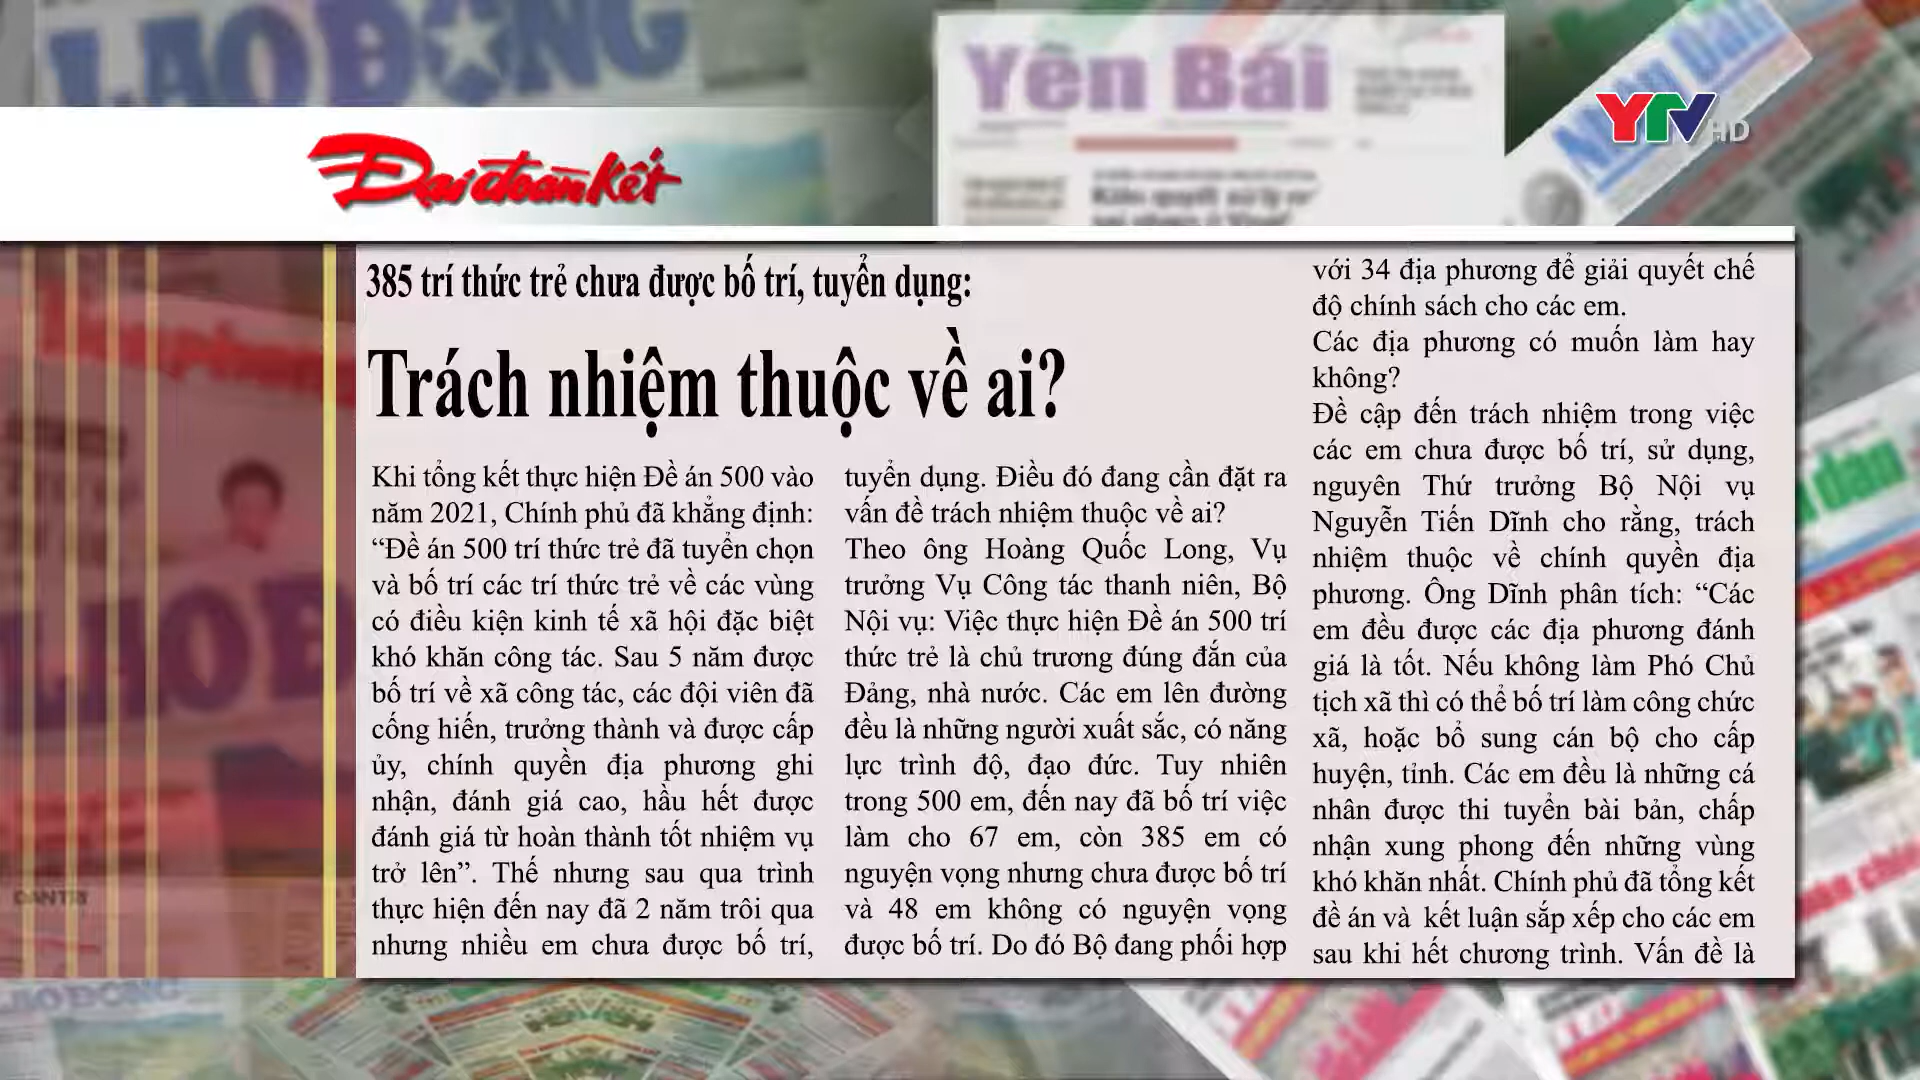 LAO ĐỘNG
Yên Bái
Nhân Dân
YTV HD
Đại đoàn kết
385 trí thức trẻ chưa được bố trí, tuyển dụng:
Trách nhiệm thuộc về ai?
Khi tổng kết thực hiện Đề án 500 vào
năm 2021, Chính phủ đã khẳng định:
“Đề án 500 trí thức trẻ đã tuyển chọn
và bố trí các trí thức trẻ về các vùng
có điều kiện kinh tế xã hội đặc biệt
khó khăn công tác. Sau 5 năm được
bố trí về xã công tác, các đội viên đã
cống hiến, trưởng thành và được cấp
ủy, chính quyền địa phương ghi
nhận, đánh giá cao, hầu hết được
đánh giá từ hoàn thành tốt nhiệm vụ
trở lên”. Thế nhưng sau qua trình
thực hiện đến nay đã 2 năm trôi qua
nhưng nhiều em chưa được bố trí,
tuyển dụng. Điều đó đang cần đặt ra
vấn đề trách nhiệm thuộc về ai?
Theo ông Hoàng Quốc Long, Vụ
trưởng Vụ Công tác thanh niên, Bộ
Nội vụ: Việc thực hiện Đề án 500 trí
thức trẻ là chủ trương đúng đắn của
Đảng, nhà nước. Các em lên đường
đều là những người xuất sắc, có năng
lực trình độ, đạo đức. Tuy nhiên
trong 500 em, đến nay đã bố trí việc
làm cho 67 em, còn 385 em có
nguyện vọng nhưng chưa được bố trí
và 48 em không có nguyện vọng
được bố trí. Do đó Bộ đang phối hợp
với 34 địa phương để giải quyết chế
độ chính sách cho các em.
Các địa phương có muốn làm hay
không?
Đề cập đến trách nhiệm trong việc
các em chưa được bố trí, sử dụng,
nguyên Thứ trưởng Bộ Nội vụ
Nguyễn Tiến Dĩnh cho rằng, trách
nhiệm thuộc về chính quyền địa
phương. Ông Dĩnh phân tích: “Các
em đều được các địa phương đánh
giá là tốt. Nếu không làm Phó Chủ
tịch xã thì có thể bố trí làm công chức
xã, hoặc bổ sung cán bộ cho cấp
huyện, tỉnh. Các em đều là những cá
nhân được thi tuyển bài bản, chấp
nhận xung phong đến những vùng
khó khăn nhất. Chính phủ đã tổng kết
đề án và kết luận sắp xếp cho các em
sau khi hết chương trình. Vấn đề là